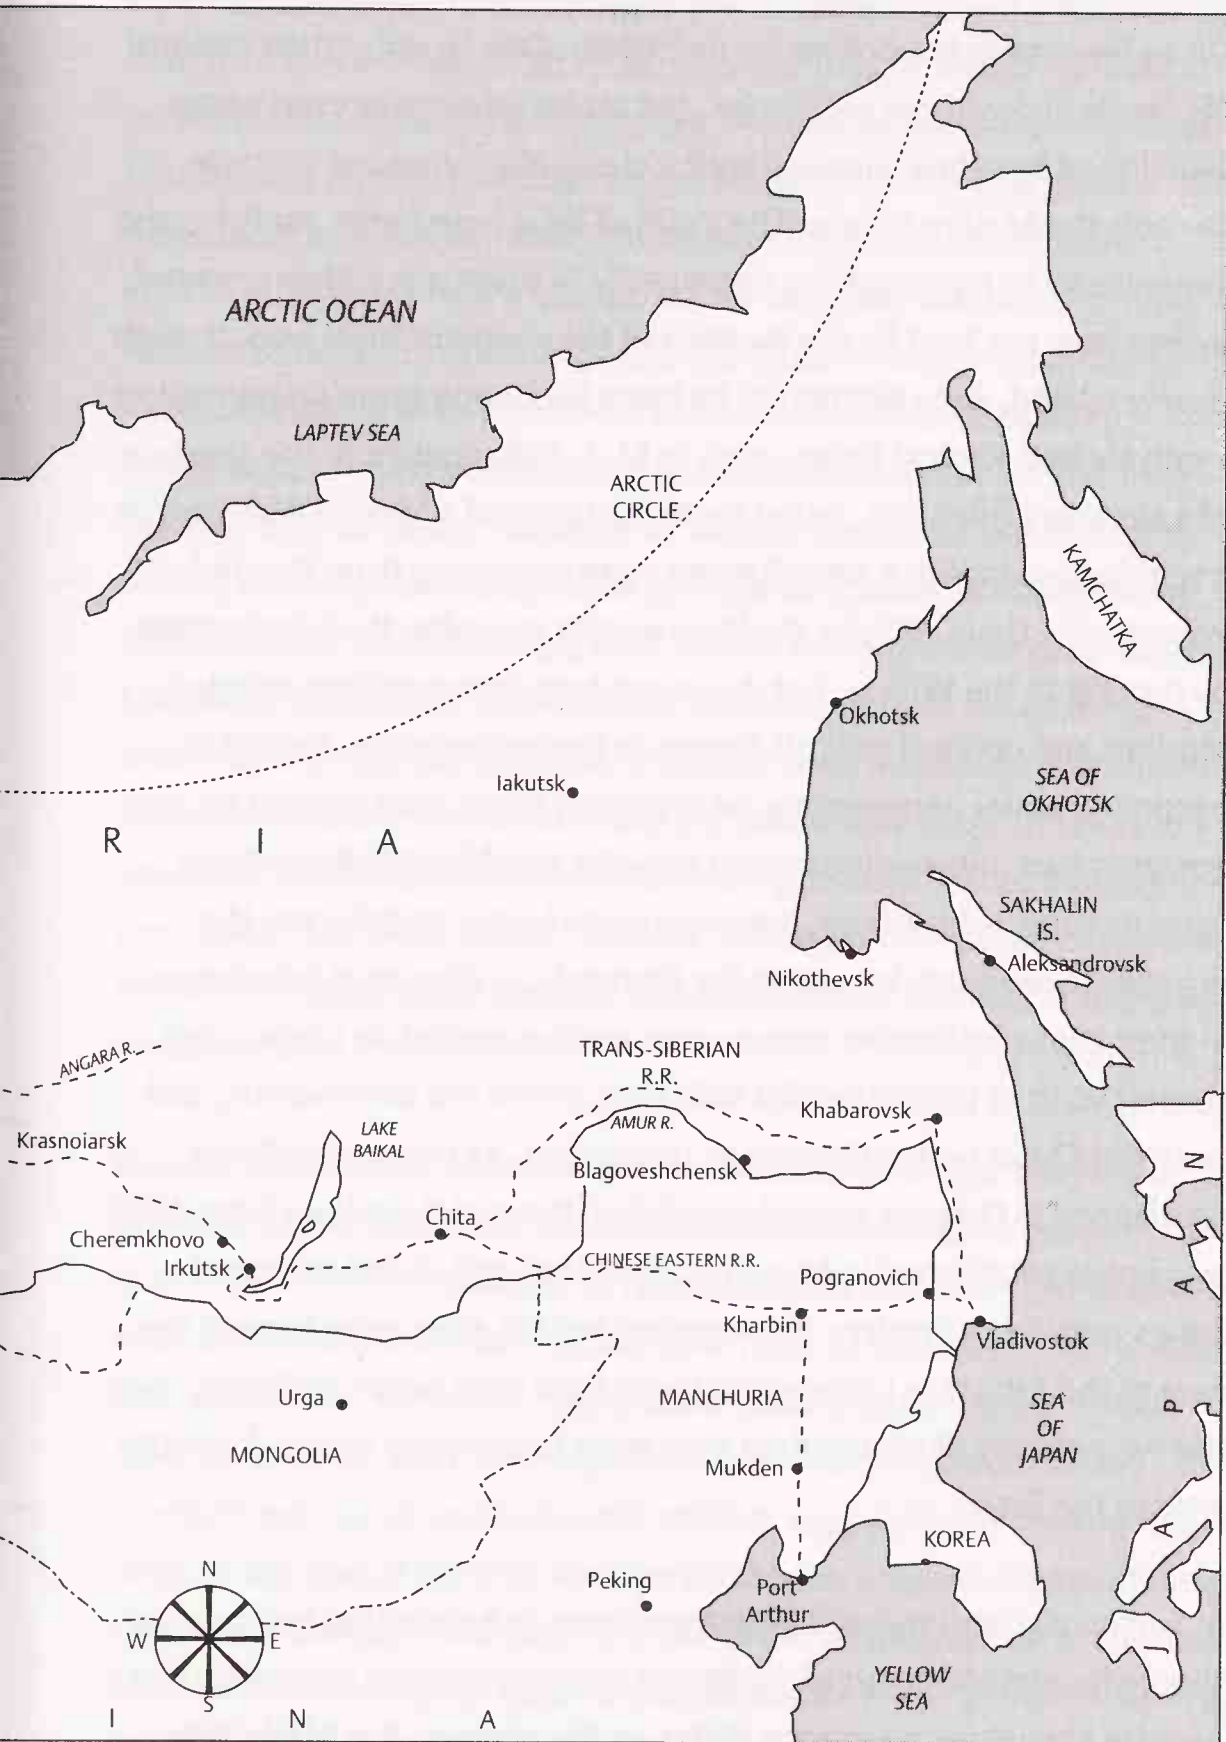 ARCTIC OCEAN
LAPTEV SEA
ARCTIC
CIRCLE
KAMCHATKA
Okhotsk
Iakutsk
SEA OF
OKHOTSK
R I A
SAKHALIN
IS.
Aleksandrovsk
Nikothevsk
ANGARA R.
TRANS-SIBERIAN
R.R.
Khabarovsk
AMUR R.
Krasnoiarsk
LAKE
BAIKAL
Blagoveshchensk
Chita
Cheremkhovo
Irkutsk
CHINESE EASTERN R.R.
Pogranovich
Kharbin
Vladivostok
Urga
MANCHURIA
SEA
OF
JAPAN
MONGOLIA
Mukden
JAPAN
KOREA
N
W E
S
Peking
Port
Arthur
YELLOW
SEA
I N A